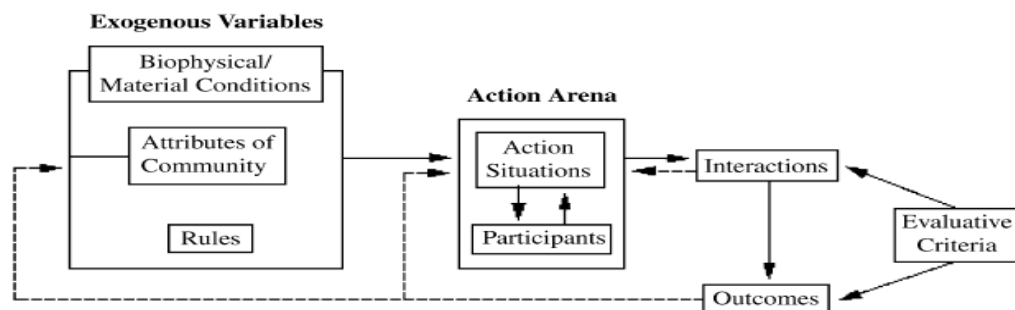 Exogenous Variables
Biophysical/
Material Conditions
Attributes of
Community
Rules
Action Arena
Action
Situations
Participants
Interactions
Outcomes
Evaluative
Criteria